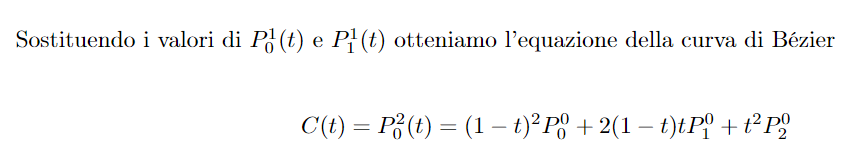 Sostituendo i valori di $P_0^1(t)$ e $P_1^1(t)$ otteniamo l'equazione della curva di Bézier
$C(t) = P_0^2(t) = (1-t)^2 P_0^0 + 2(1-t)t P_1^0 + t^2 P_2^0$